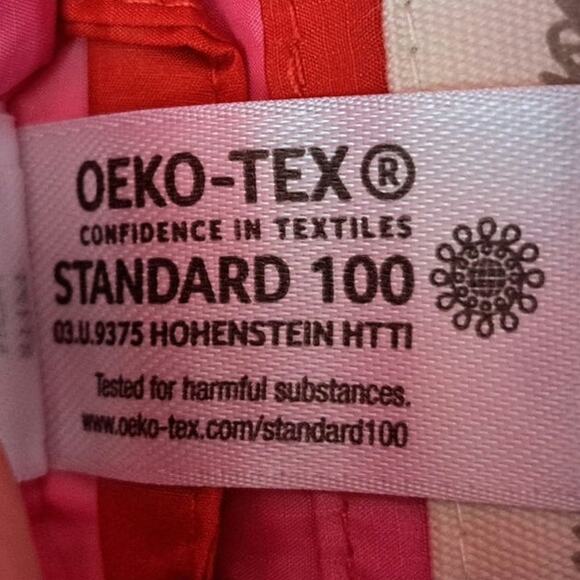 OEKO-TEX®
CONFIDENCE IN TEXTILES
STANDARD 100
03.U.9375 HOHENSTEIN HTTI
Tested for harmful substances.
www.oeko-tex.com/standard100